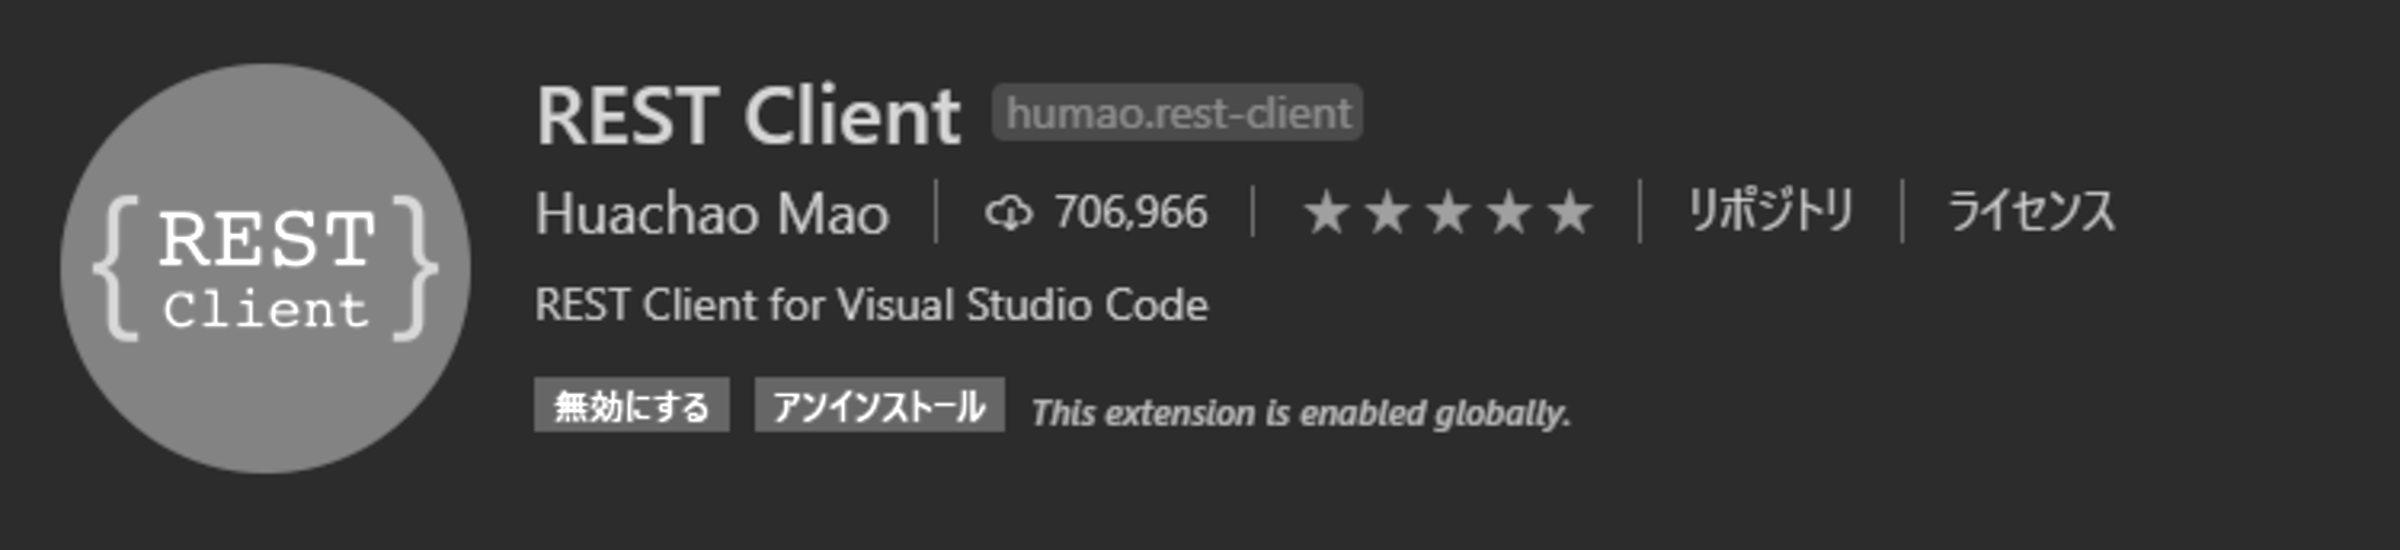 { REST Client }
REST Client humao.rest-client
Huachao Mao | 706,966 | ★★★★★ | リポジトリ | ライセンス
REST Client for Visual Studio Code
無効にする アンインストール This extension is enabled globally.